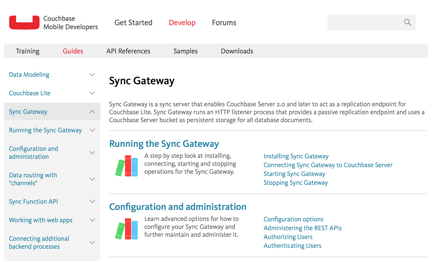 Couchbase
Mobile Developers
Get Started
Develop
Forums
Training
Guides
API References
Samples
Downloads
Data Modeling
Couchbase Lite
Sync Gateway
Running the Sync Gateway
Configuration and
administration
Data routing with
"channels"
Sync Function API
Working with web apps
Connecting additional
backend processes
Sync Gateway
Sync Gateway is a sync server that enables Couchbase Server 2.0 and later to act as a replication endpoint for
Couchbase Lite. Sync Gateway runs an HTTP listener process that provides a passive replication endpoint and uses a
Couchbase Server bucket as persistent storage for all database documents.
Running the Sync Gateway
A step by step look at installing,
connecting, starting and stopping
operations for the Sync Gateway.
Installing Sync Gateway
Connecting Sync Gateway to Couchbase Server
Starting Sync Gateway
Stopping Sync Gateway
Configuration and administration
Learn advanced options for how to
configure your Sync Gateway and
further maintain and administer it.
Configuration options
Administering the REST APIs
Authorizing Users
Authenticating Users